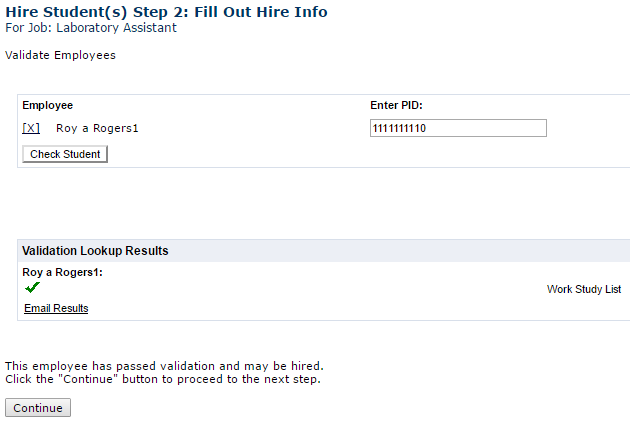 Hire Student(s) Step 2: Fill Out Hire Info
For Job: Laboratory Assistant
Validate Employees
Employee Enter PID:
[X] Roy a Rogers1 1111111110
Check Student
Validation Lookup Results
Roy a Rogers1:
Work Study List
Email Results
This employee has passed validation and may be hired.
Click the "Continue" button to proceed to the next step.
Continue